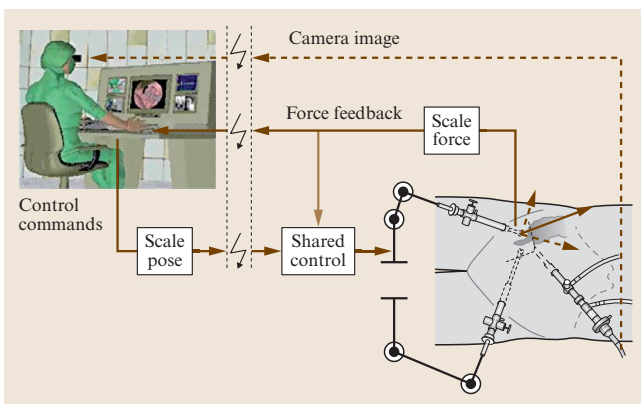 Camera image
Force feedback
Scale
force
Control
commands
Scale
pose
Shared
control